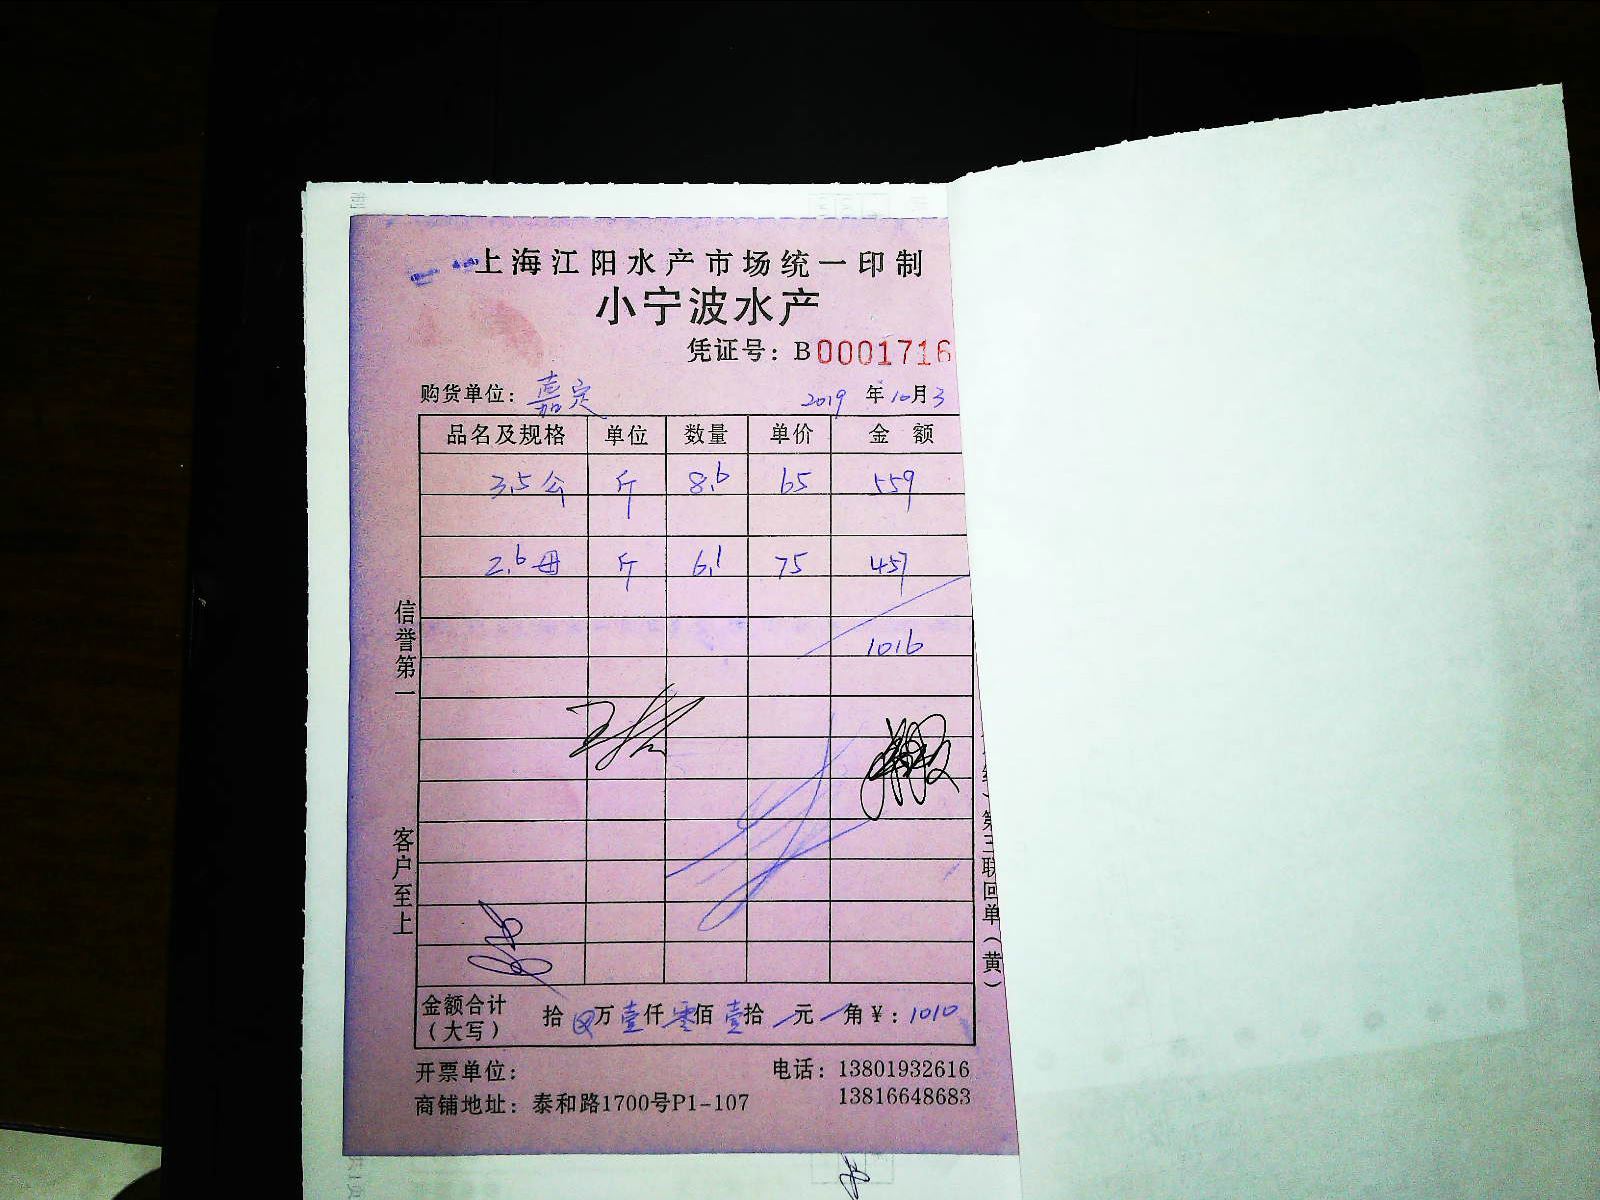 上海江阳水产市场统一印制
小宁波水产
凭证号：B0001716
购货单位：嘉定 2019年10月3
品名及规格 单位 数量 单价 金额
3.5公 斤 8.6 65 559
2.6母 斤 6.1 75 457
1016
信誉第一
客户至上
第三联回单（黄）
金额合计（大写） 拾 万壹仟零佰壹拾 元 角￥：1010
开票单位： 电话：13801932616
13816648683
商铺地址：泰和路1700号P1-107